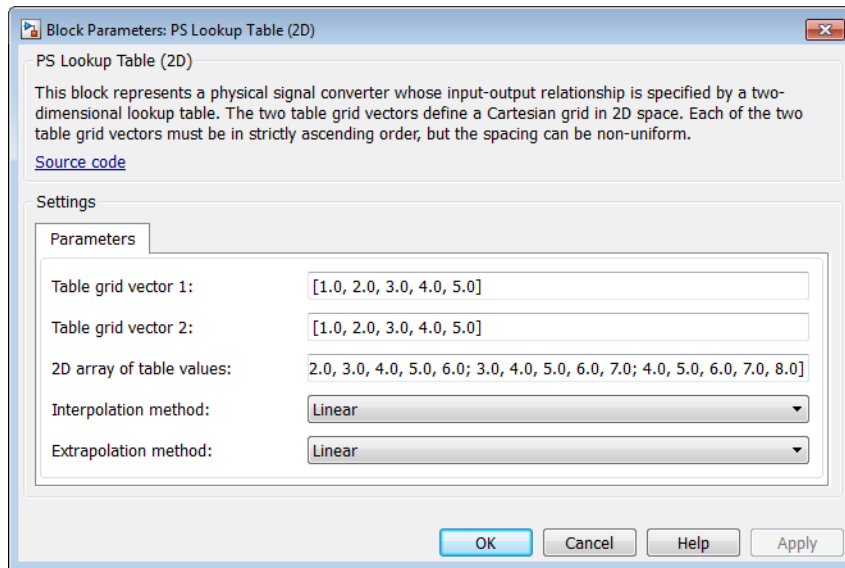 Block Parameters: PS Lookup Table (2D)
PS Lookup Table (2D)
This block represents a physical signal converter whose input-output relationship is specified by a two-
dimensional lookup table. The two table grid vectors define a Cartesian grid in 2D space. Each of the two
table grid vectors must be in strictly ascending order, but the spacing can be non-uniform.
Source code
Settings
Parameters
Table grid vector 1: [1.0, 2.0, 3.0, 4.0, 5.0]
Table grid vector 2: [1.0, 2.0, 3.0, 4.0, 5.0]
2D array of table values: 2.0, 3.0, 4.0, 5.0, 6.0; 3.0, 4.0, 5.0, 6.0, 7.0; 4.0, 5.0, 6.0, 7.0, 8.0]
Interpolation method: Linear
Extrapolation method: Linear
OK Cancel Help Apply